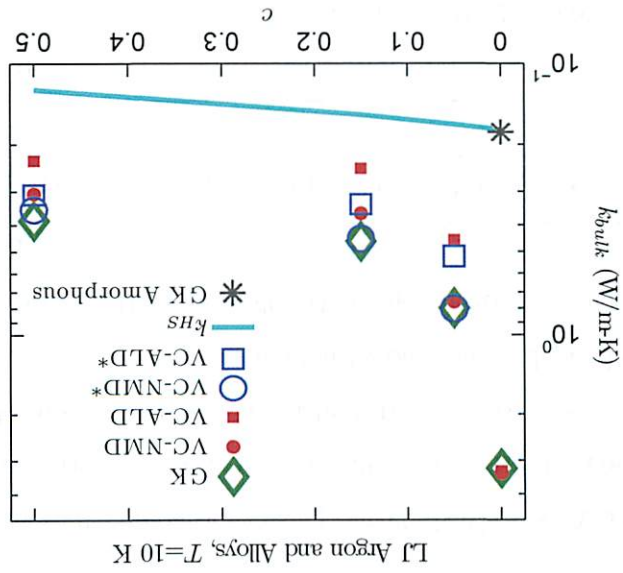 LJ Argon and Alloys, T=10 K
GK
VC-NMD
VC-ALD
VC-NMD*
VC-ALD*
k_HS
GK Amorphous
k_bulk (W/m-K)
10^0
10^-1
0 0.1 0.2 0.3 0.4 0.5
c